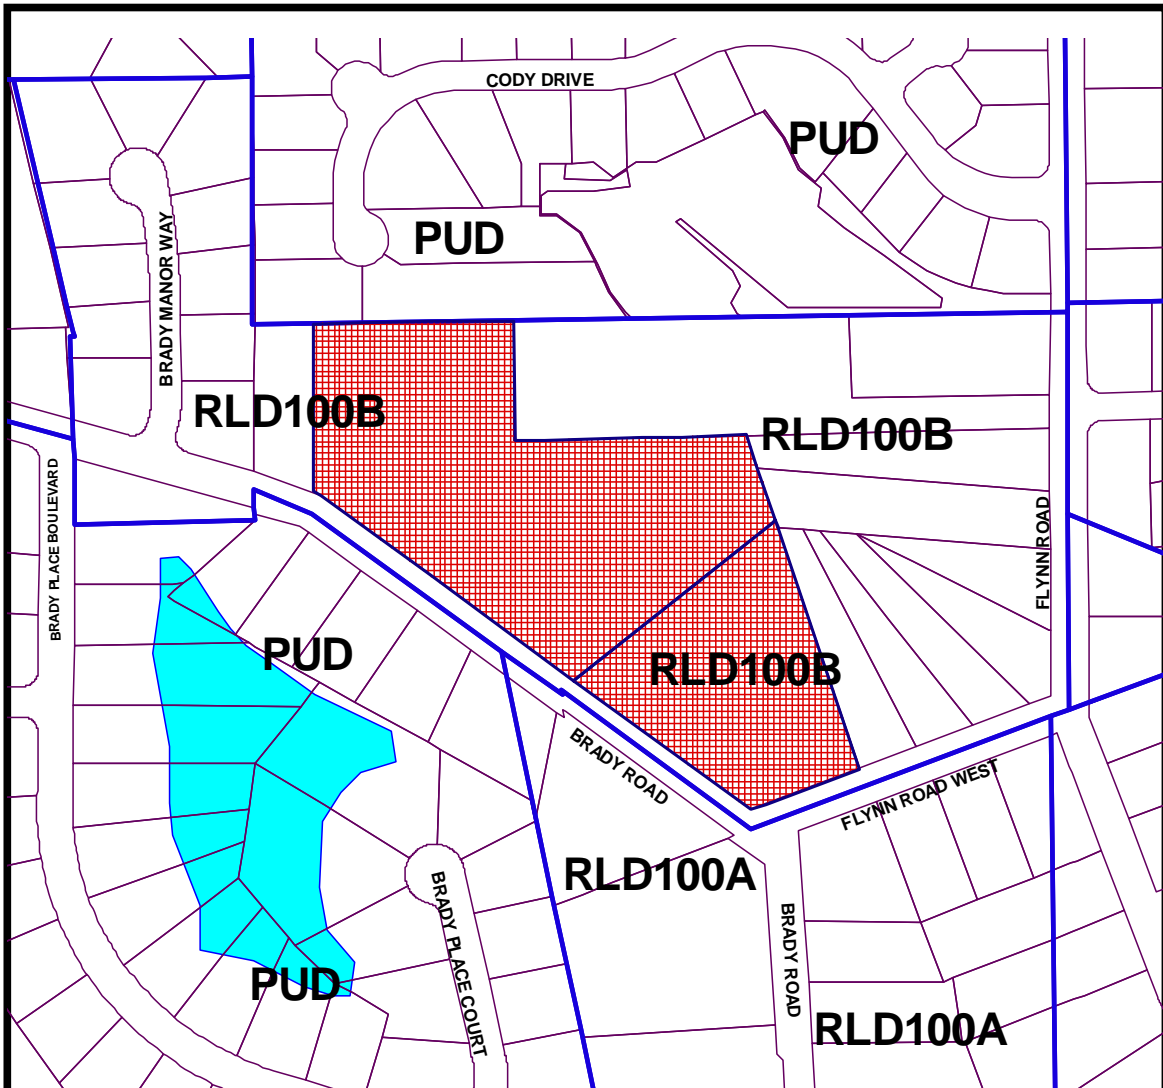 CODY DRIVE
PUD
PUD
BRADY MANOR WAY
RLD100B
RLD100B
BRADY PLACE BOULEVARD
FLYNN ROAD
PUD
RLD100B
BRADY ROAD
FLYNN ROAD WEST
RLD100A
BRADY PLACE COURT
BRADY ROAD
PUD
RLD100A